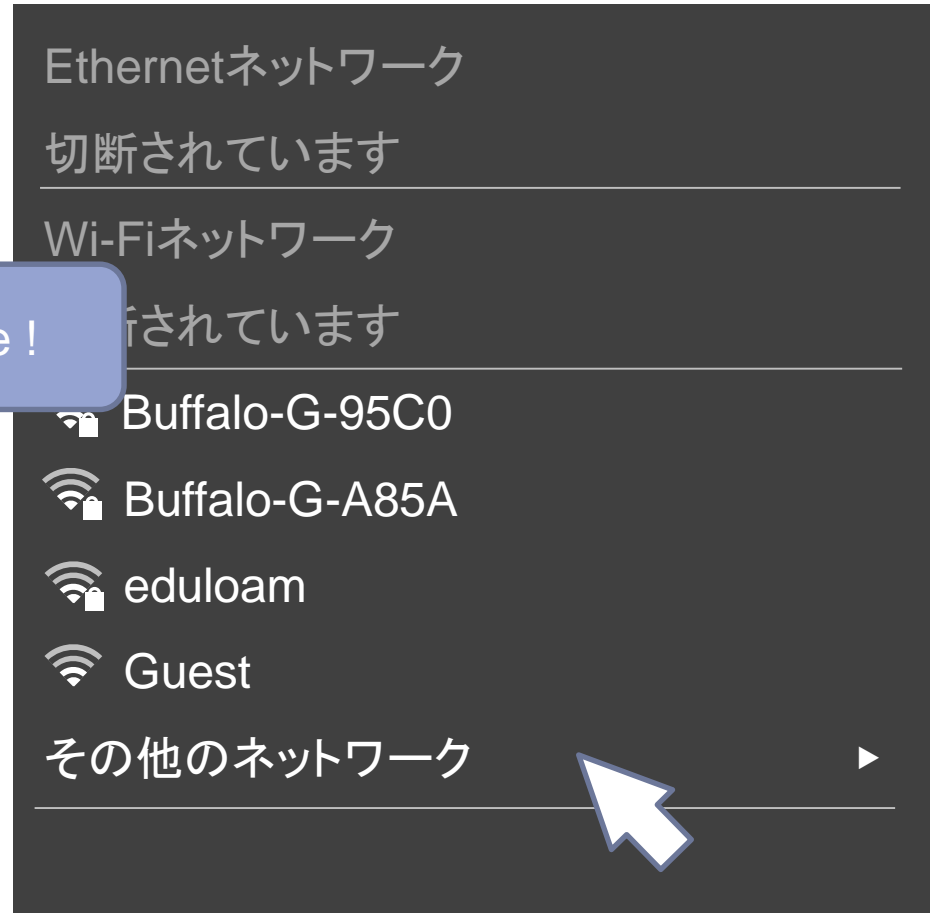 Ethernetネットワーク
切断されています
Wi-Fiネットワーク
e !
されています
Buffalo-G-95C0
Buffalo-G-A85A
eduloam
Guest
その他のネットワーク